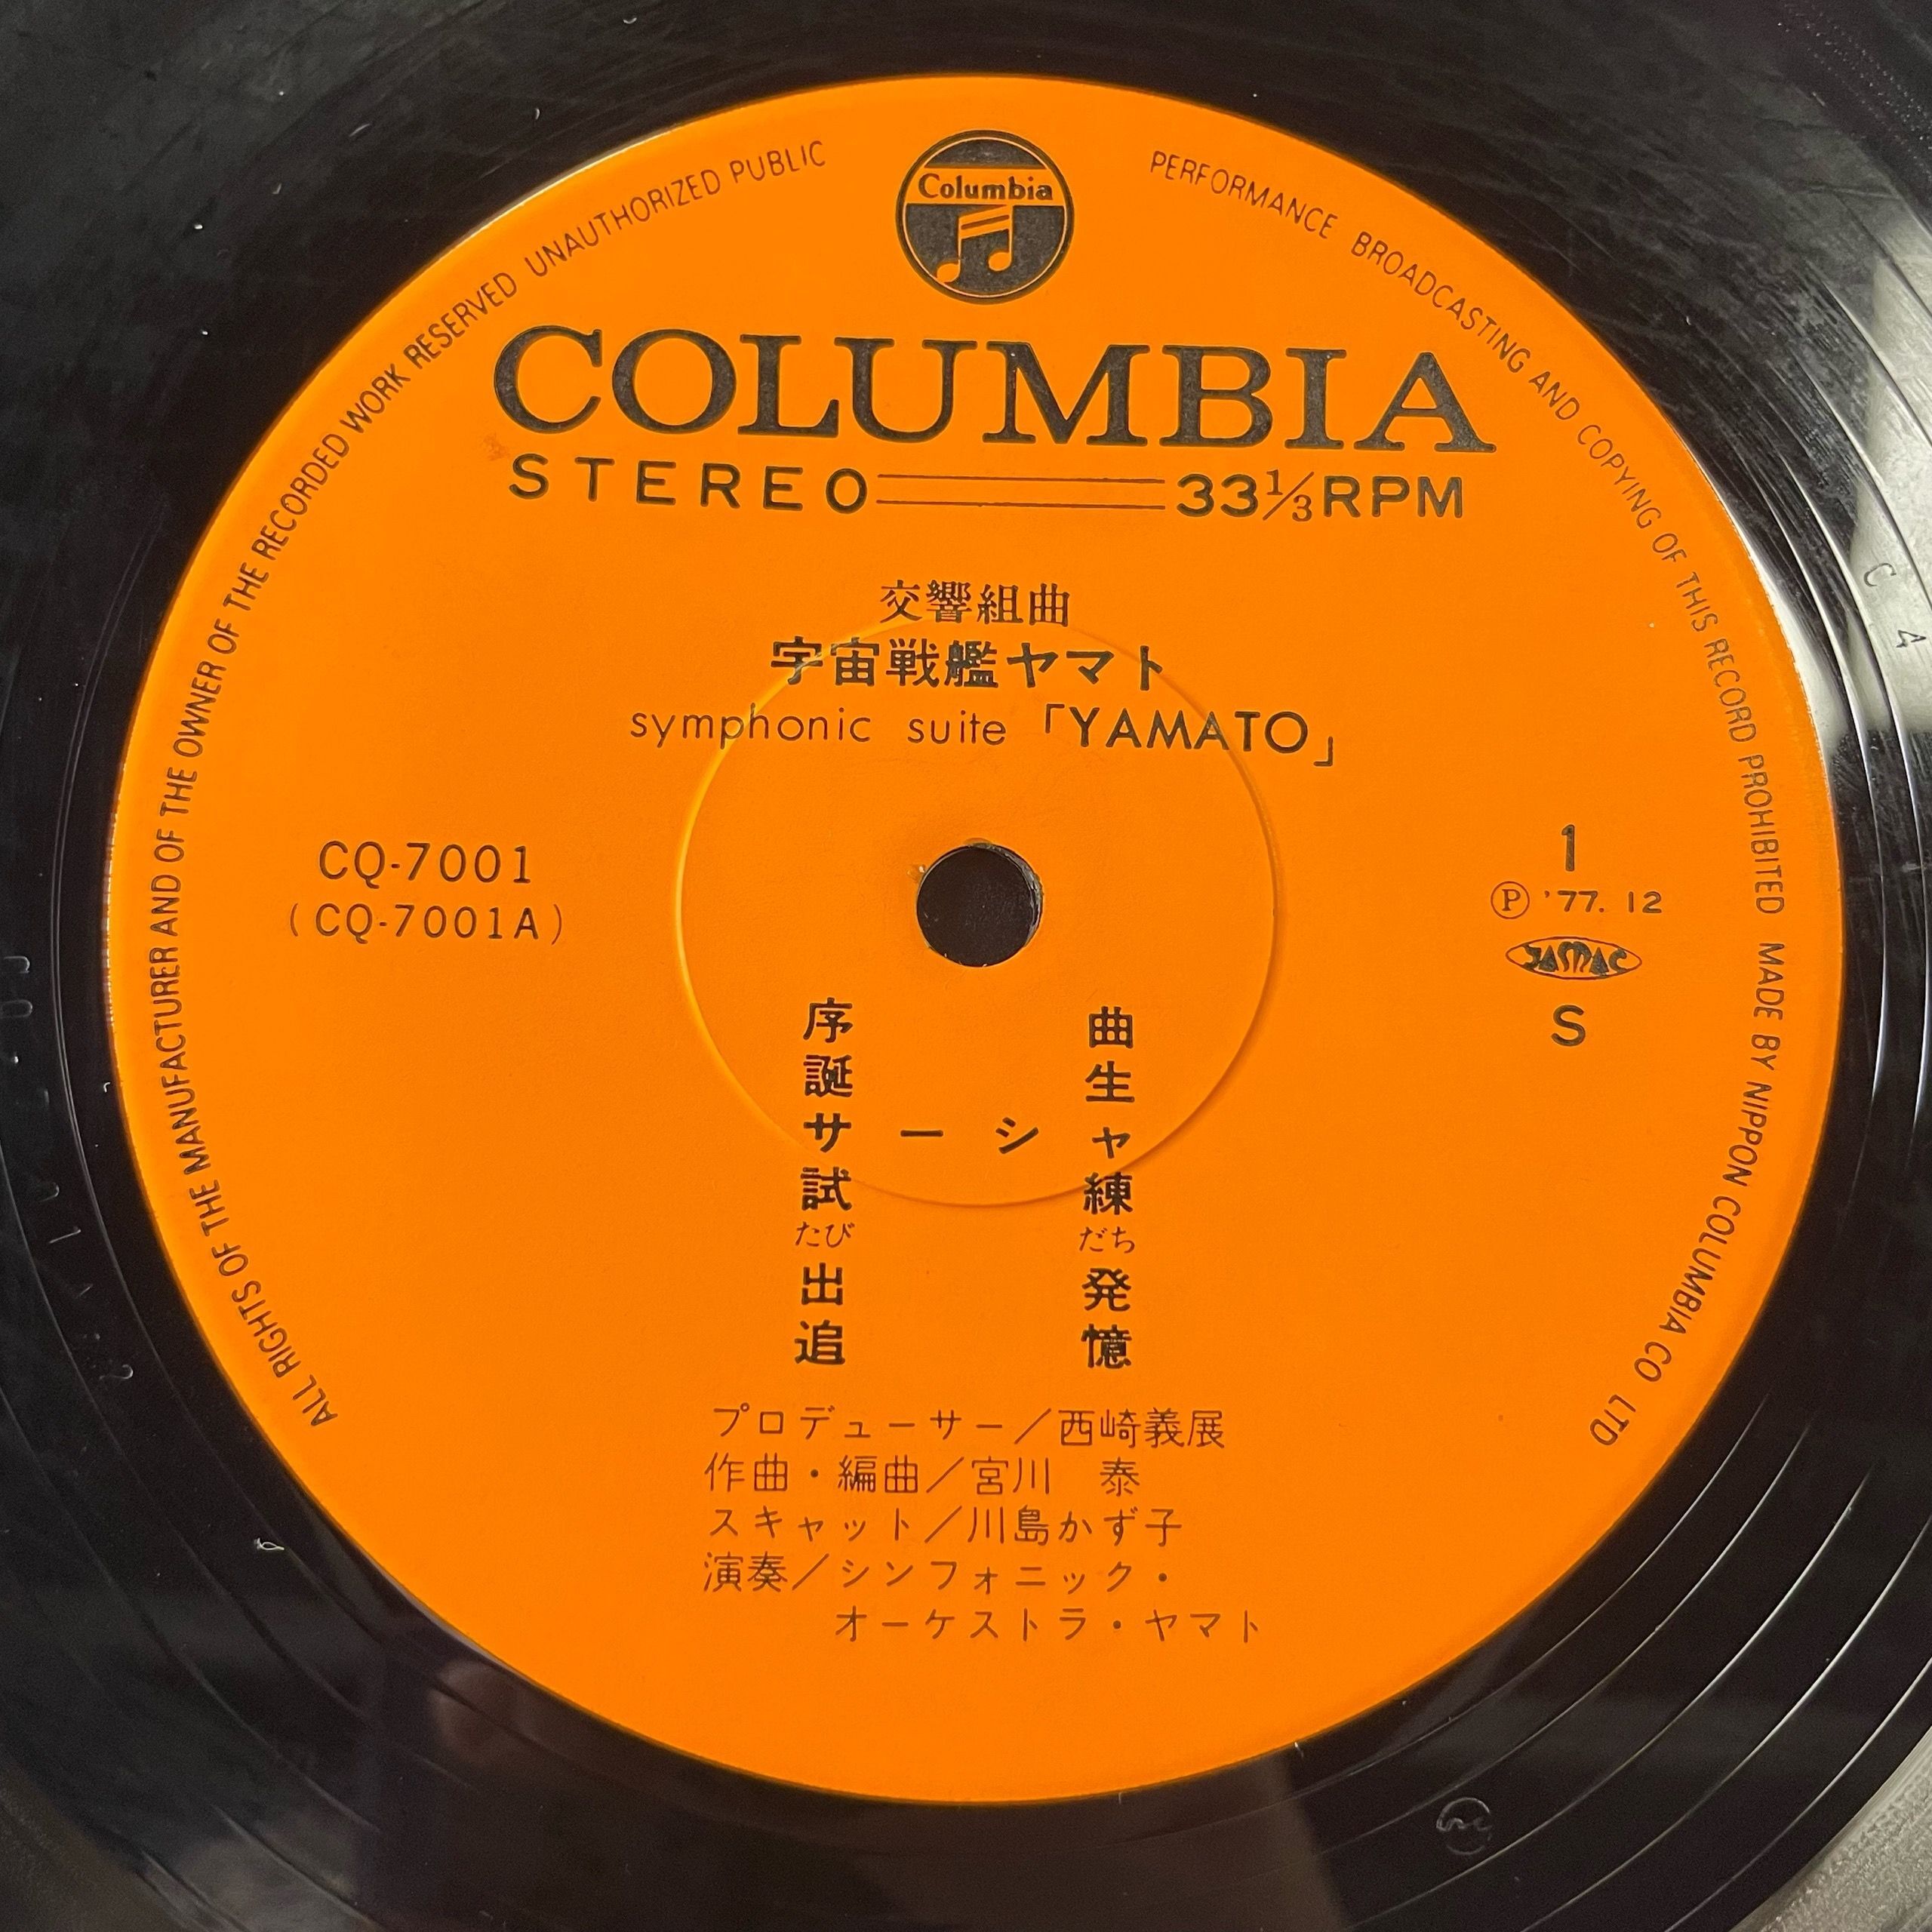 Columbia
COLUMBIA
STEREO 33⅓RPM
交響組曲
宇宙戦艦ヤマト
symphonic suite「YAMATO」
CQ-7001
(CQ-7001A)
1
Ⓟ '77. 12
JASRAC
S
序曲
誕生
サーシャ
試練
たびだち
出発
追憶
プロデューサー／西崎義展
作曲・編曲／宮川 泰
スキャット／川島かず子
演奏／シンフォニック・
オーケストラ・ヤマト
ALL RIGHTS OF THE MANUFACTURER AND OF THE OWNER OF THE RECORDED WORK RESERVED UNAUTHORIZED PUBLIC PERFORMANCE BROADCASTING AND COPYING OF THIS RECORD PROHIBITED MADE BY NIPPON COLUMBIA CO LTD